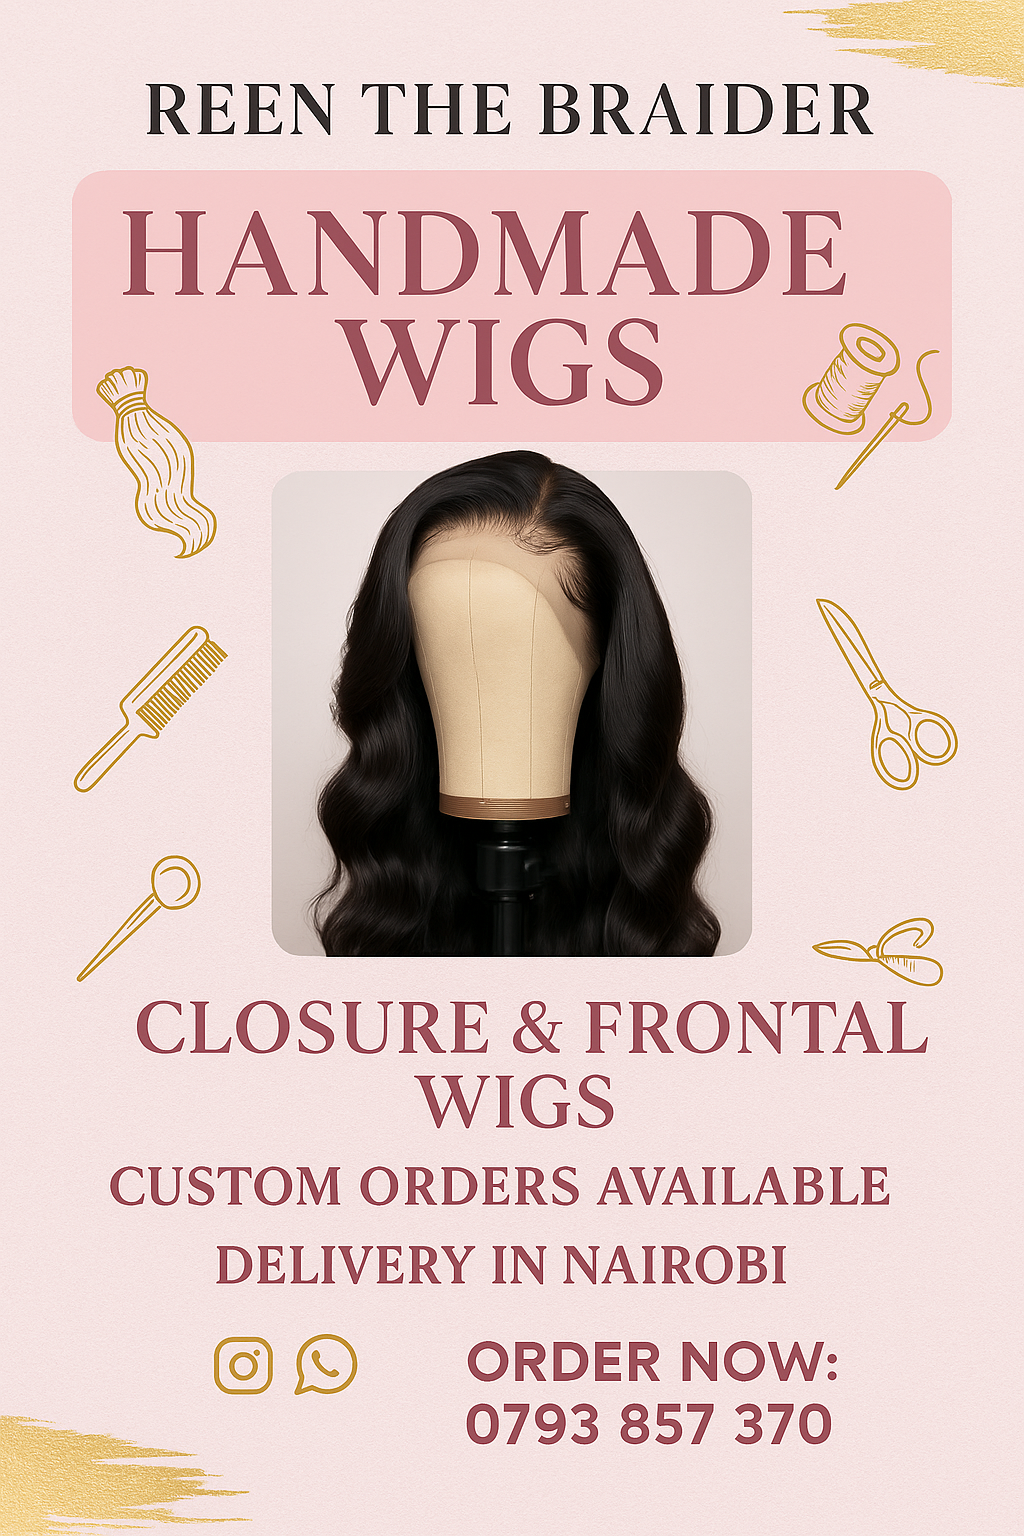 REEN THE BRAIDER
HANDMADE
WIGS
CLOSURE & FRONTAL
WIGS
CUSTOM ORDERS AVAILABLE
DELIVERY IN NAIROBI
ORDER NOW:
0793 857 370